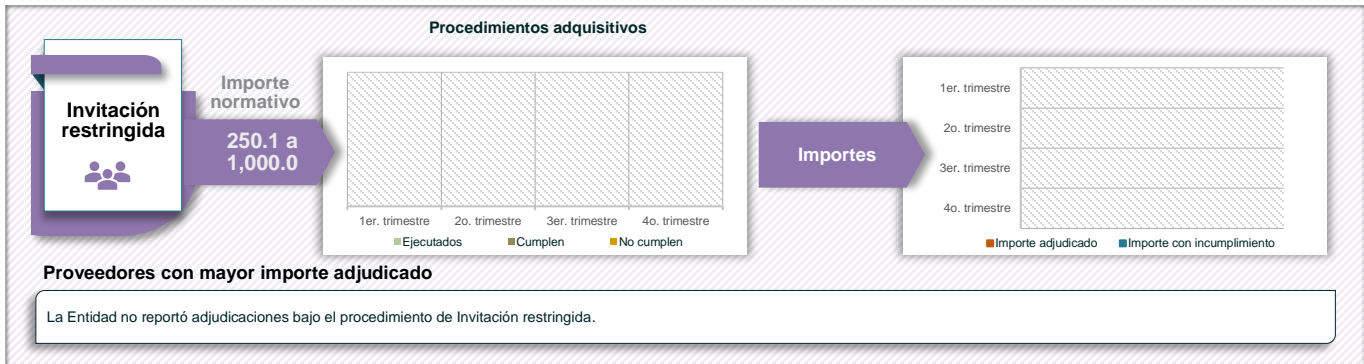 Procedimientos adquisitivos
Invitación
restringida
Importe
normativo
250.1 a
1,000.0
1er. trimestre 2o. trimestre 3er. trimestre 4o. trimestre
Ejecutados Cumplen No cumplen
Importes
1er. trimestre
2o. trimestre
3er. trimestre
4o. trimestre
Importe adjudicado Importe con incumplimiento
Proveedores con mayor importe adjudicado
La Entidad no reportó adjudicaciones bajo el procedimiento de Invitación restringida.